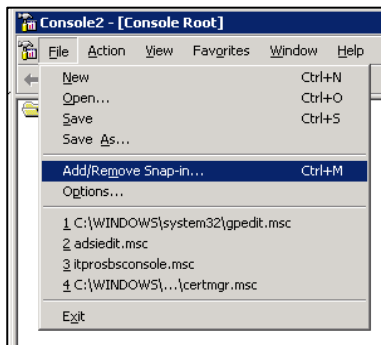 Console2 - [Console Root]
File Action View Favorites Window Help
New Ctrl+N
Open... Ctrl+O
Save Ctrl+S
Save As...
Add/Remove Snap-in... Ctrl+M
Options...
1 C:\WINDOWS\system32\gpedit.msc
2 adsiedit.msc
3 itprosbsconsole.msc
4 C:\WINDOWS\...\certmgr.msc
Exit